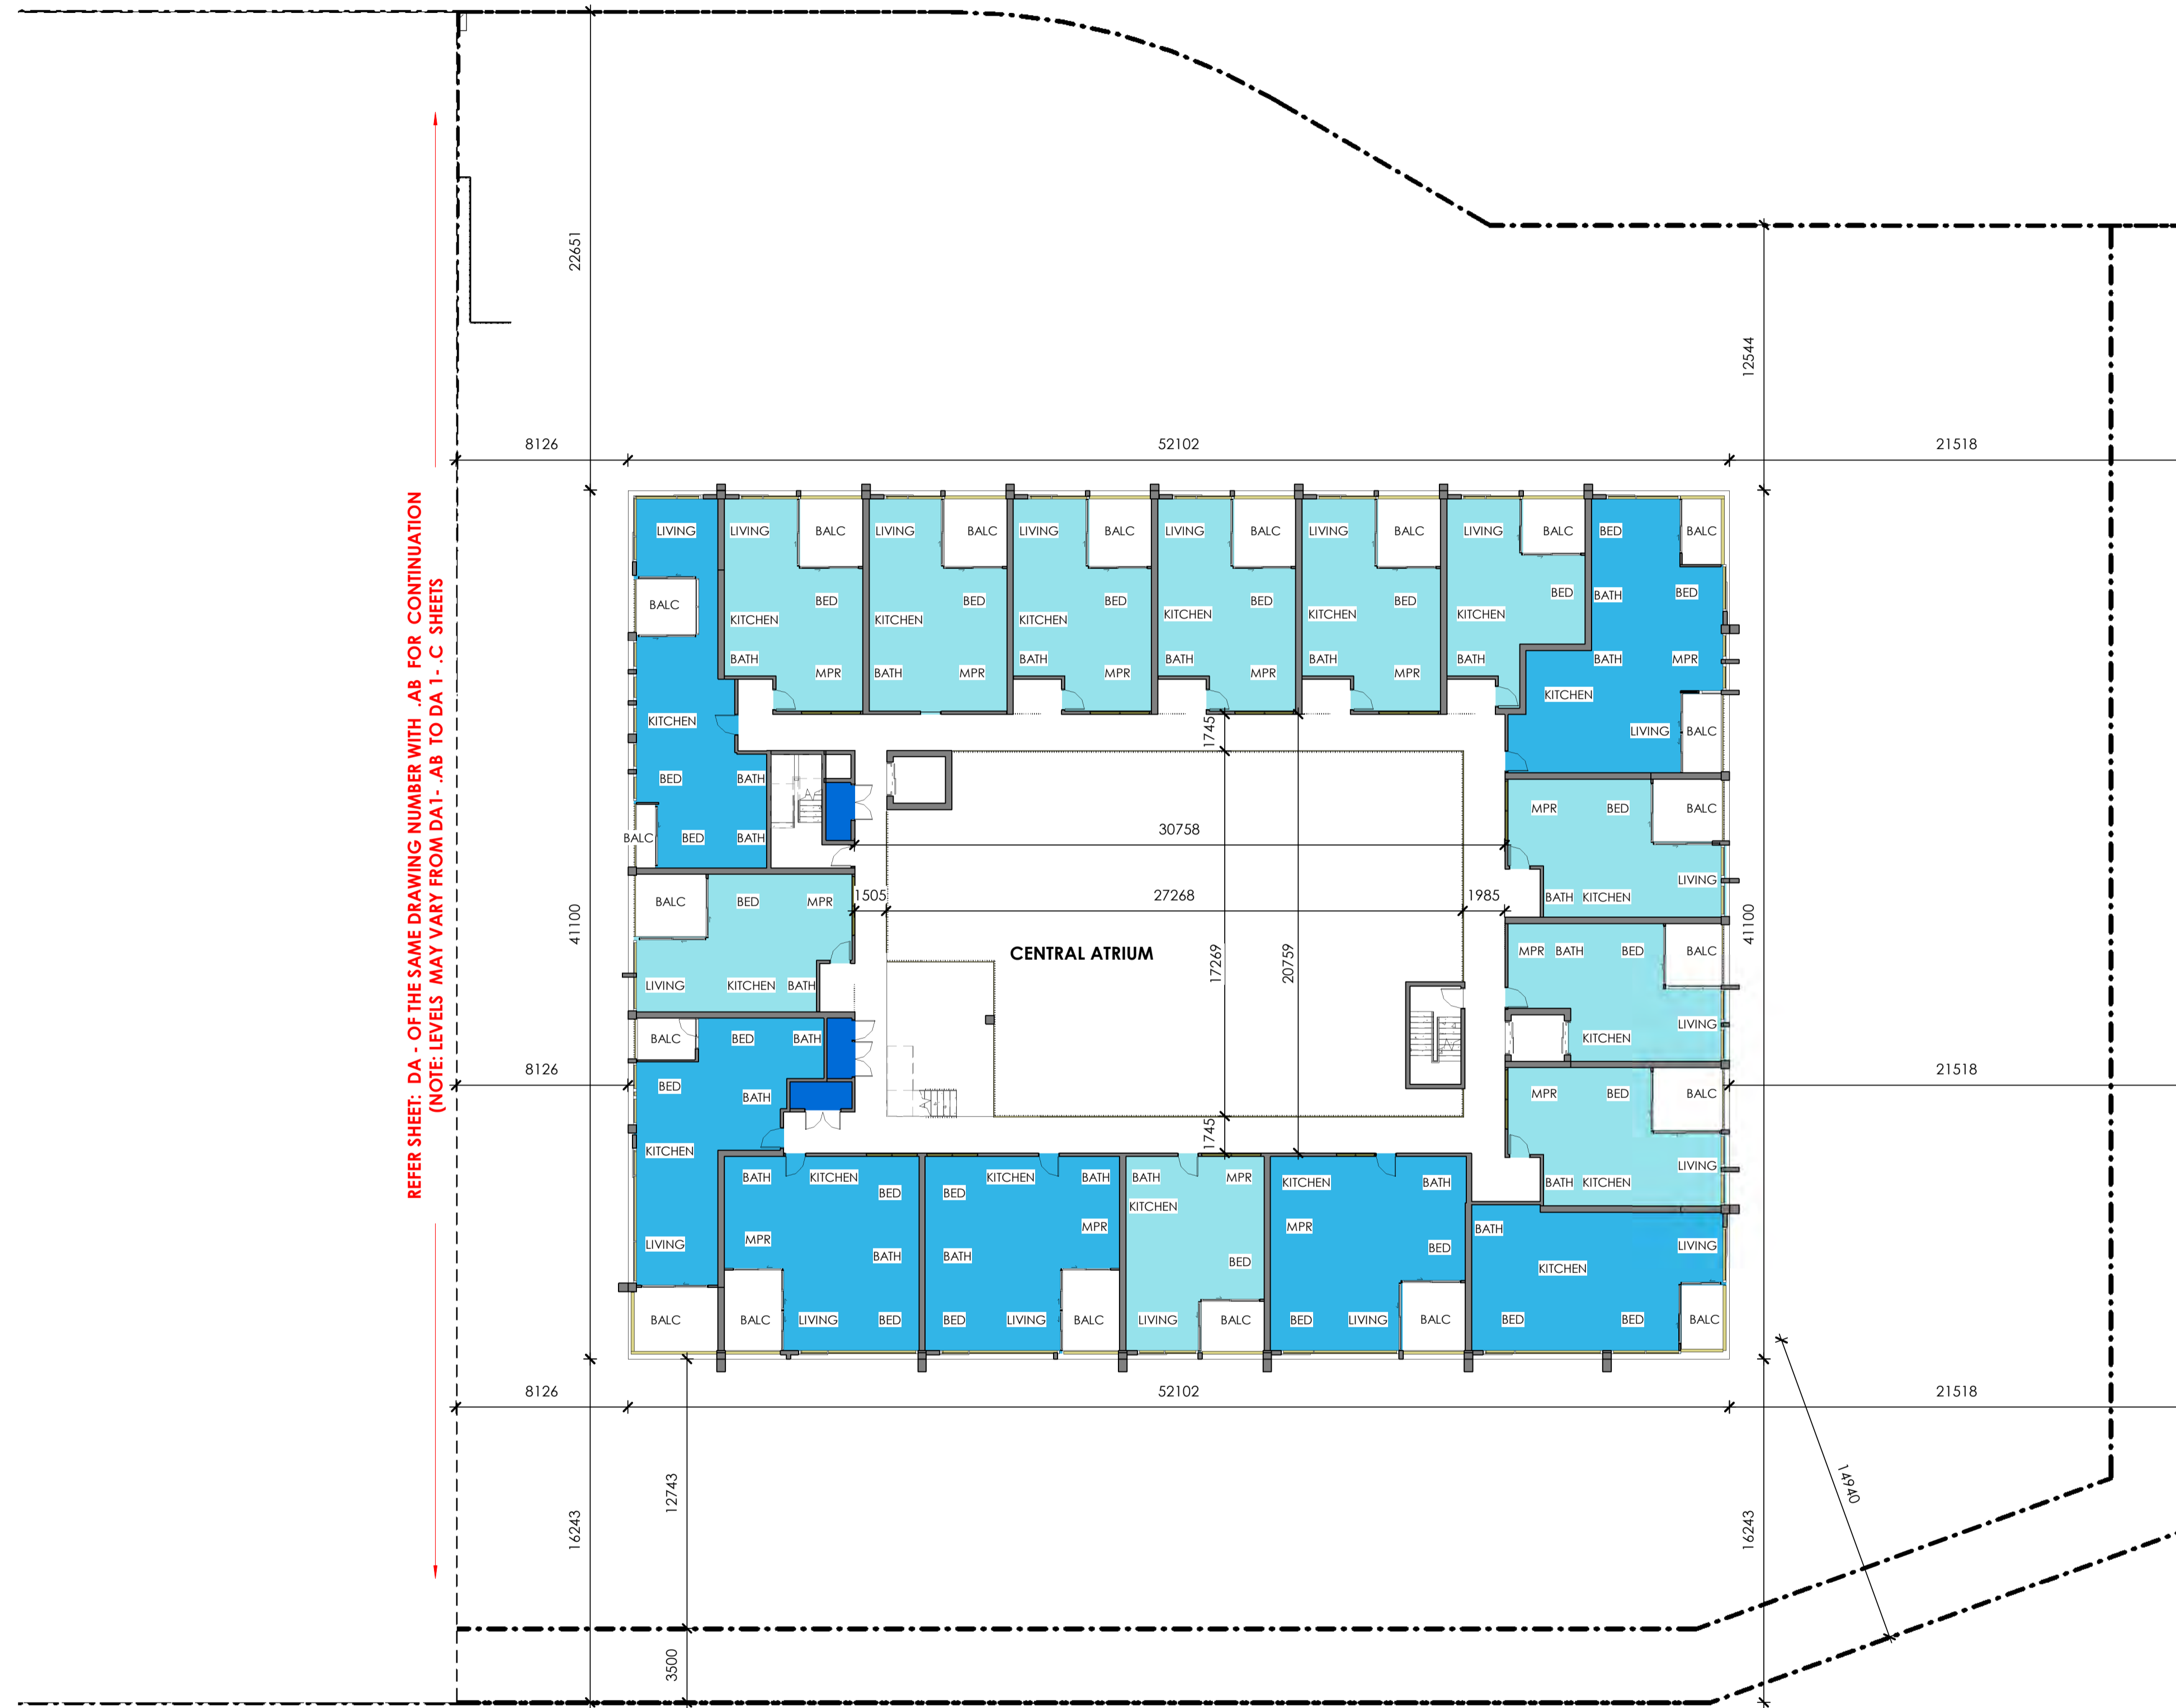 22651
12544
8126
52102
21518
REFER SHEET: DA - OF THE SAME DRAWING NUMBER WITH .AB FOR CONTINUATION
(NOTE: LEVELS MAY VARY FROM DA1- .AB TO DA 1- .C SHEETS
LIVING
LIVING
BALC
LIVING
BALC
LIVING
BALC
LIVING
BALC
LIVING
BALC
LIVING
BALC
BED
BALC
BALC
BED
BED
BED
BED
BED
BED
BATH
BED
KITCHEN
KITCHEN
KITCHEN
KITCHEN
KITCHEN
KITCHEN
BATH
MPR
BATH
MPR
BATH
MPR
BATH
MPR
BATH
MPR
BATH
BATH
MPR
KITCHEN
KITCHEN
LIVING
BALC
1745
BED
BATH
BALC
BED
BATH
MPR
BED
BALC
30758
LIVING
BATH
KITCHEN
BALC
BED
MPR
1505
27268
1985
41100
41100
CENTRAL ATRIUM
17269
20759
MPR
BATH
BED
BALC
LIVING
KITCHEN
BATH
LIVING
KITCHEN
BALC
BED
BATH
8126
21518
BED
BATH
MPR
BED
BALC
KITCHEN
1745
LIVING
BATH
KITCHEN
BATH
KITCHEN
BED
BED
KITCHEN
BATH
BATH
MPR
KITCHEN
KITCHEN
BATH
MPR
MPR
MPR
BATH
LIVING
MPR
BATH
BATH
BED
BED
LIVING
KITCHEN
BALC
BALC
LIVING
BED
BED
LIVING
BALC
LIVING
BALC
BED
LIVING
BALC
BED
BED
BALC
8126
52102
21518
12743
16243
16243
14940
3500